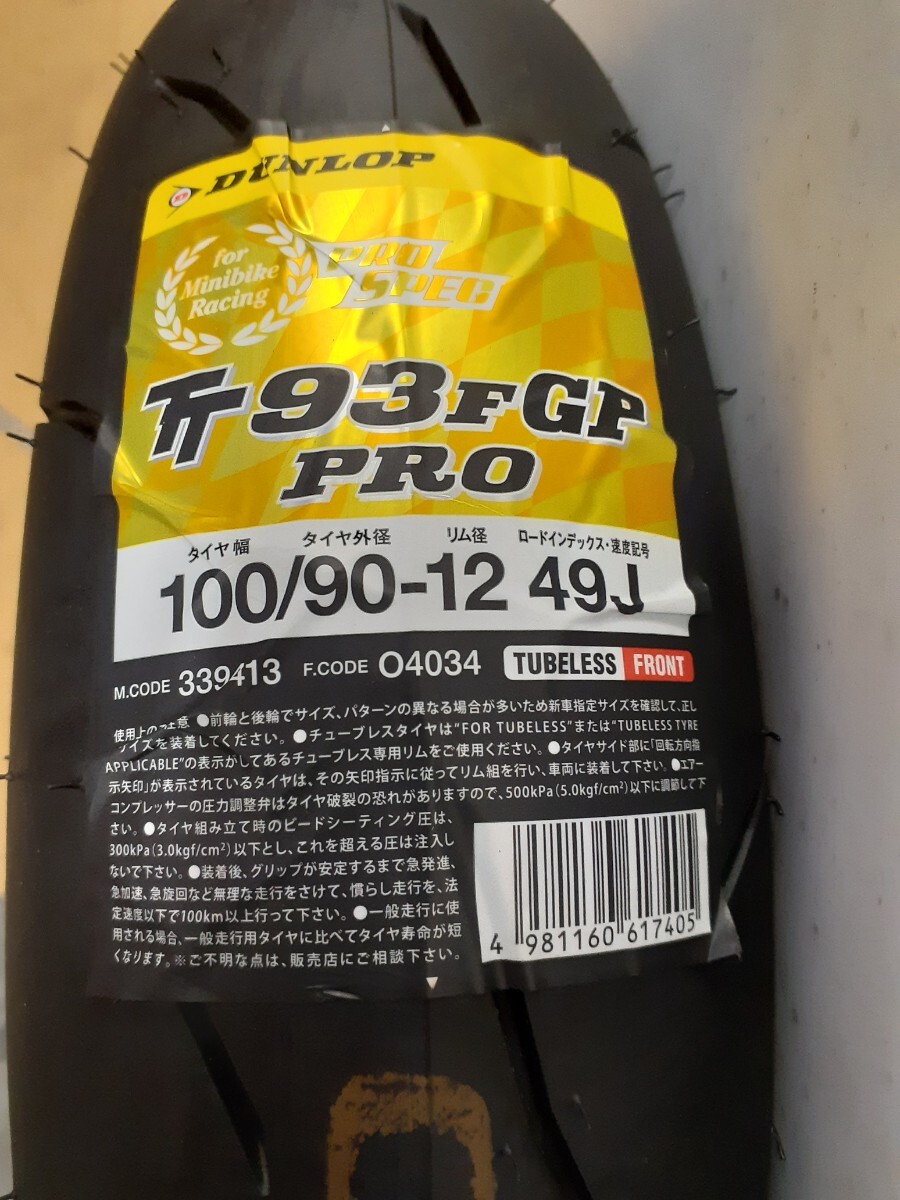 DUNLOP
for
Minibike
Racing
PRO
SPEC
TT93F GP
PRO
タイヤ幅 タイヤ外径 リム径 ロードインデックス・速度記号
100/90-12 49J
M.CODE 339413 F.CODE O4034 TUBELESS FRONT
使用上のご注意 ●前輪と後輪でサイズ、パターンの異なる場合が多いため新車指定サイズを確認して、正し
サイズを装着してください。●チューブレスタイヤは"FOR TUBELESS"または"TUBELESS TYRE
APPLICABLE"の表示がしてあるチューブレス専用リムをご使用ください。●タイヤサイド部に「回転方向指
示矢印」が表示されているタイヤは、その矢印指示に従ってリム組を行い、車両に装着して下さい。●エアー
コンプレッサーの圧力調整弁はタイヤ破裂の恐れがありますので、500kPa(5.0kgf/cm²)以下に調節して下
さい。●タイヤ組み立て時のビードシーティング圧は、
300kPa(3.0kgf/cm²)以下とし、これを超える圧は注入し
ないで下さい。●装着後、グリップが安定するまで急発進、
急加速、急旋回など無理な走行をさけて、慣らし走行を、法
定速度以下で100km以上行って下さい。●一般走行に使
用される場合、一般走行用タイヤに比べてタイヤ寿命が短
くなります。※ご不明な点は、販売店にご相談下さい。
4 981160 617405